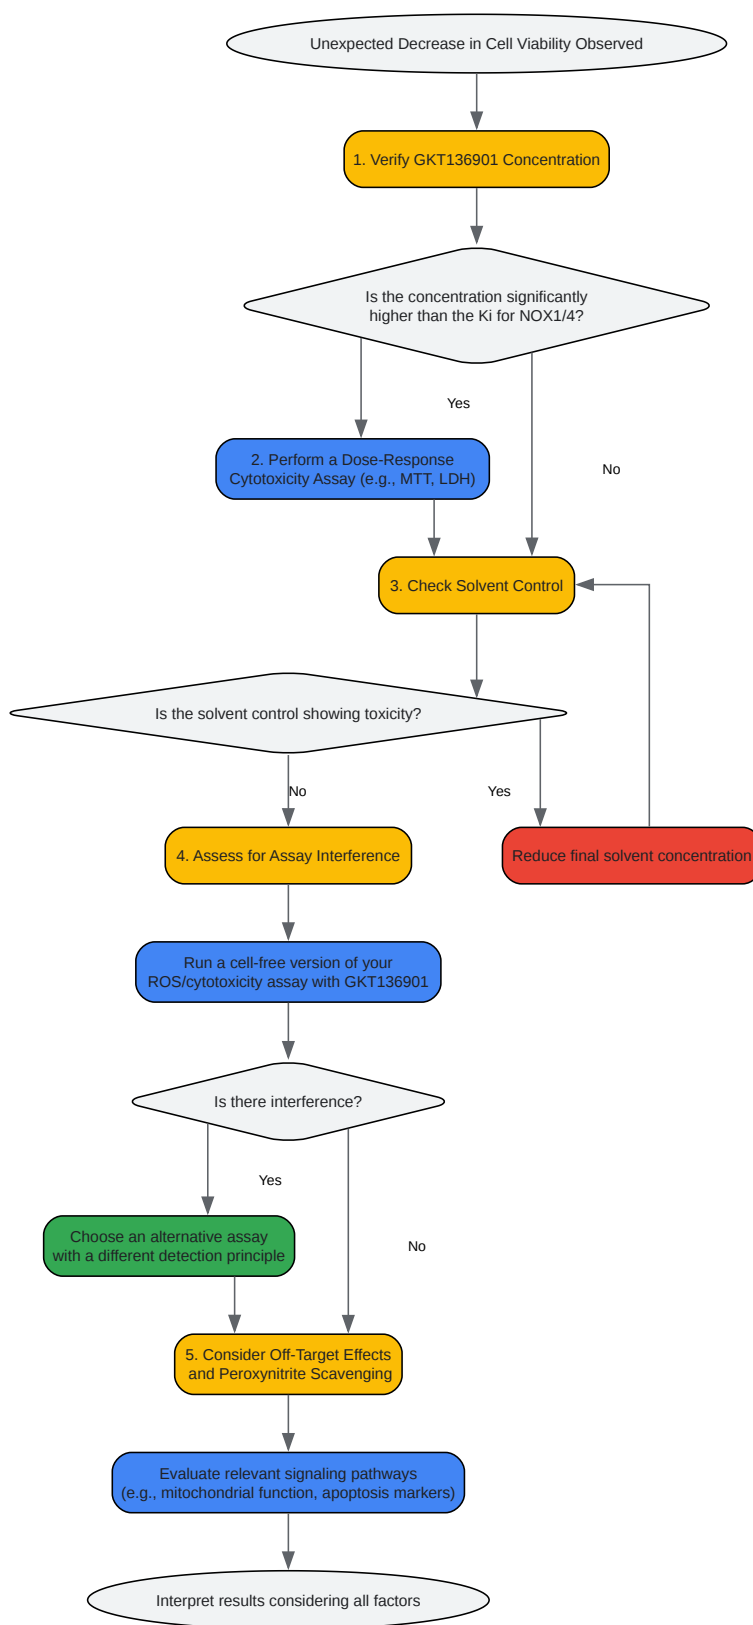 Unexpected Decrease in Cell Viability Observed
1. Verify GKT136901 Concentration
Is the concentration significantly
higher than the Ki for NOX1/4?
Yes
2. Perform a Dose-Response
Cytotoxicity Assay (e.g., MTT, LDH)
No
3. Check Solvent Control
Is the solvent control showing toxicity?
No
Yes
4. Assess for Assay Interference
Reduce final solvent concentration
Run a cell-free version of your
ROS/cytotoxicity assay with GKT136901
Is there interference?
Yes
Choose an alternative assay
with a different detection principle
No
5. Consider Off-Target Effects
and Peroxynitrite Scavenging
Evaluate relevant signaling pathways
(e.g., mitochondrial function, apoptosis markers)
Interpret results considering all factors